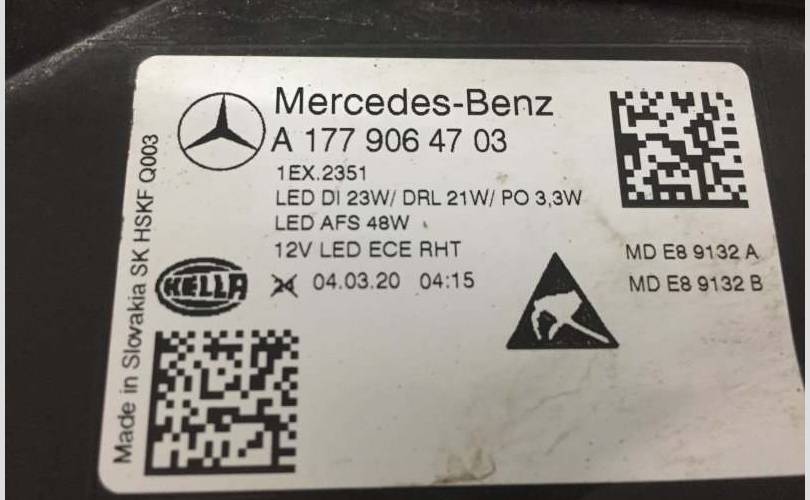 Mercedes-Benz
A 177 906 47 03
1EX.2351
LED DI 23W/ DRL 21W/ PO 3,3W
LED AFS 48W
12V LED ECE RHT
24 04.03.20 04:15
HELLA
MD E8 9132 A
MD E8 9132 B
Made in Slovakia SK HSKF Q003